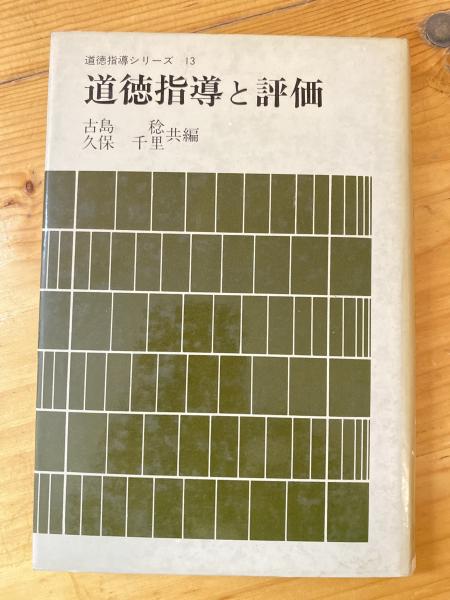 道徳指導シリーズ 13
道徳指導と評価
古島 稔
久保 千里 共編